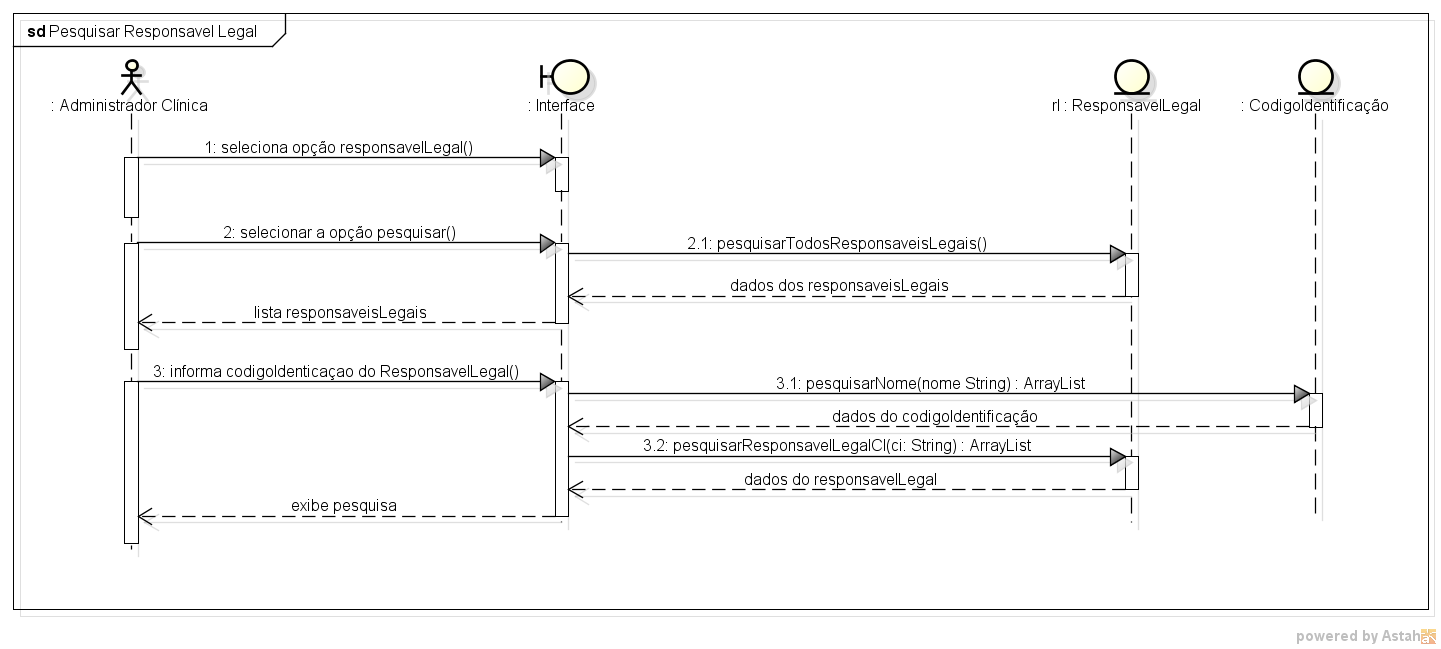 sd Pesquisar Responsavel Legal
: Administrador Clínica
: Interface
rl : ResponsavelLegal
: CodigoIdentificação
1: seleciona opção responsavelLegal()
2: selecionar a opção pesquisar()
2.1: pesquisarTodosResponsaveisLegais()
dados dos responsaveisLegais
lista responsaveisLegais
3: informa codigoIdenticaçao do ResponsavelLegal()
3.1: pesquisarNome(nome String) : ArrayList
dados do codigoIdentificação
3.2: pesquisarResponsavelLegalCI(ci: String) : ArrayList
dados do responsavelLegal
exibe pesquisa
powered by Astah